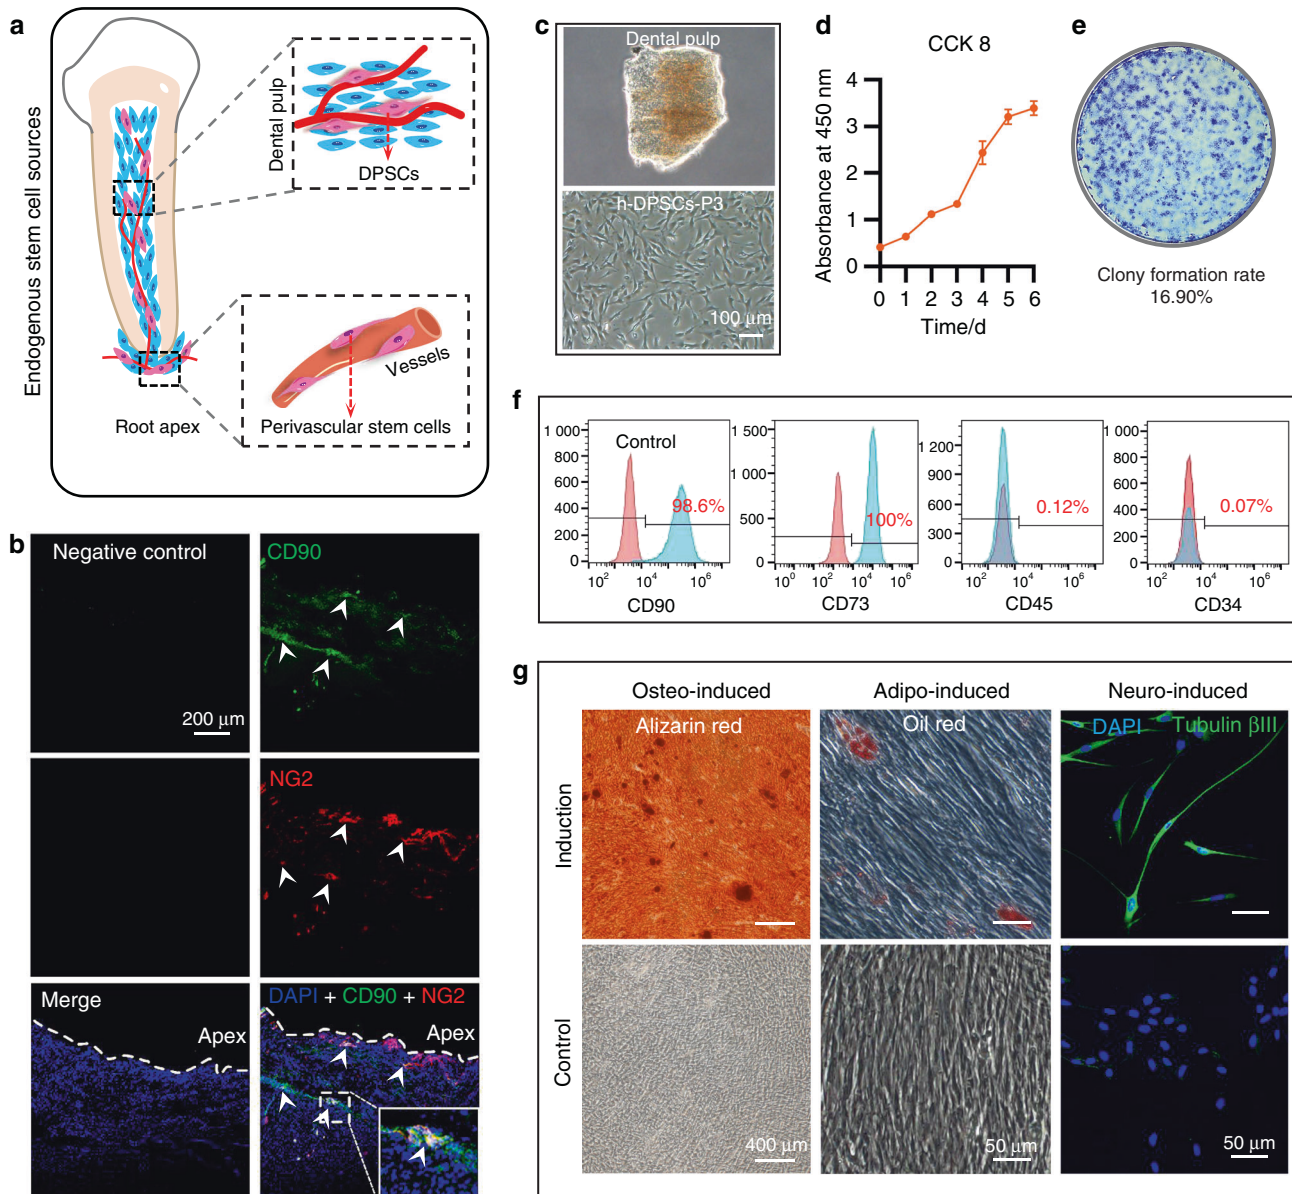 a
Endogenous stem cell sources
Dental pulp
DPSCs
Vessels
Root apex
Perivascular stem cells
b
Negative control
200 μm
CD90
NG2
Merge
Apex
DAPI + CD90 + NG2
Apex
c
Dental pulp
h-DPSCs-P3
100 μm
d
CCK 8
Absorbance at 450 nm
4
3
2
1
0
0 1 2 3 4 5 6
Time/d
e
Clony formation rate
16.90%
f
1 000
800
600
400
200
0
Control
98.6%
10² 10⁴ 10⁶
CD90
1 500
1 000
500
0
100%
10⁰ 10² 10⁴ 10⁶
CD73
1 200
900
600
300
0
0.12%
10² 10⁴ 10⁶
CD45
1 000
800
600
400
200
0
0.07%
10² 10⁴ 10⁶
CD34
g
Osteo-induced
Adipo-induced
Neuro-induced
Induction
Alizarin red
Oil red
DAPI Tubulin βIII
Control
400 μm
50 μm
50 μm